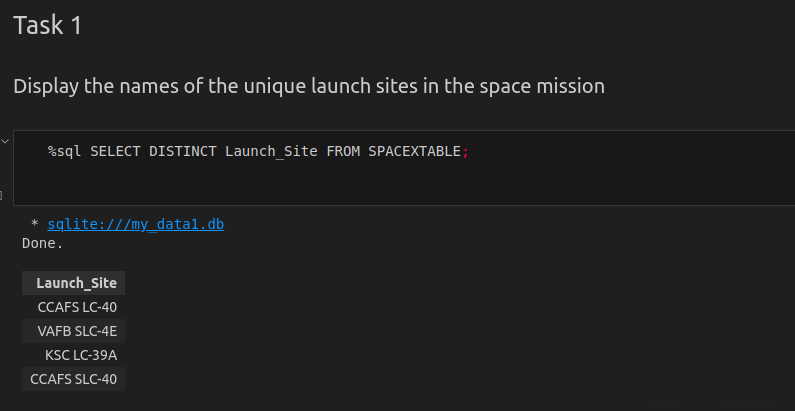 Task 1
Display the names of the unique launch sites in the space mission
%sql SELECT DISTINCT Launch_Site FROM SPACEXTABLE;
* sqlite:///my_data1.db
Done.
Launch_Site
CCAFS LC-40
VAFB SLC-4E
KSC LC-39A
CCAFS SLC-40